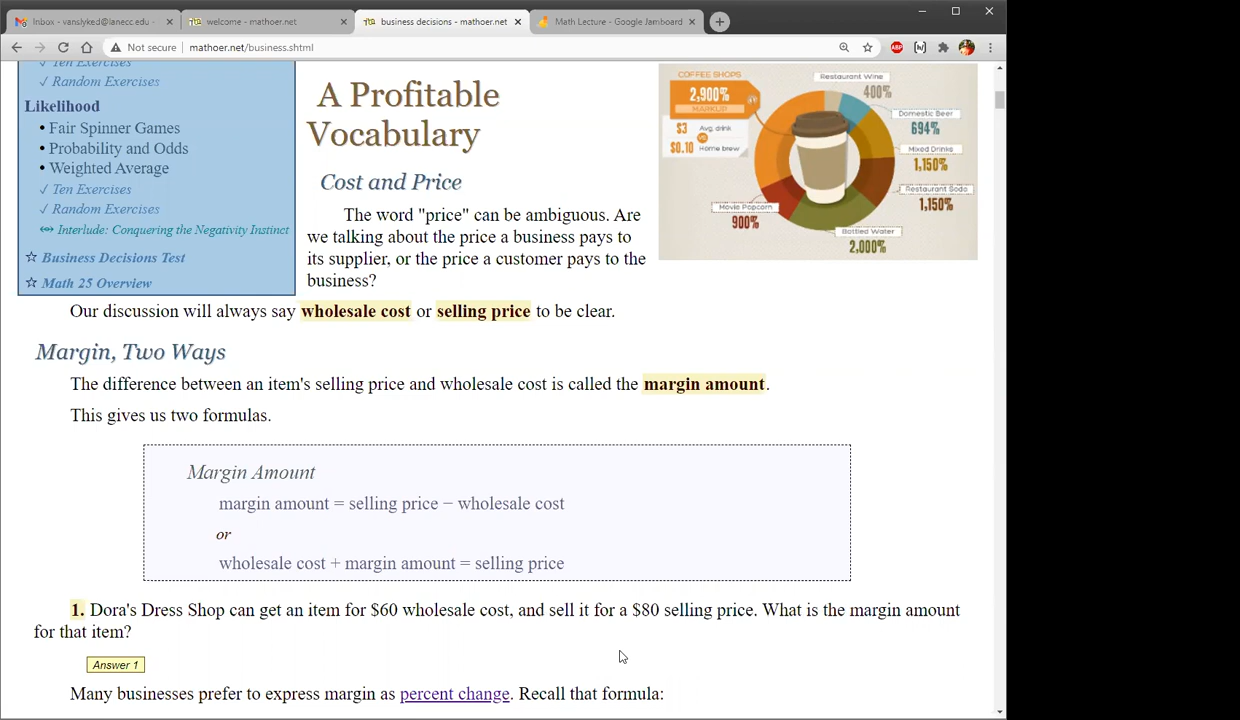 Inbox - vanslyked@lanecc.edu -
welcome - mathoer.net
business decisions - mathoer.net
Math Lecture - Google Jamboard
Not secure | mathoer.net/business.shtml
ABP
✓ Ten Exercises
✓ Random Exercises
Likelihood
• Fair Spinner Games
• Probability and Odds
• Weighted Average
✓ Ten Exercises
✓ Random Exercises
Interlude: Conquering the Negativity Instinct
☆ Business Decisions Test
☆ Math 25 Overview
A Profitable
Vocabulary
Cost and Price
The word "price" can be ambiguous. Are
we talking about the price a business pays to
its supplier, or the price a customer pays to the
business?
COFFEE SHOPS
2,900%
MARKUP
$3 Avg. drink
VS
$0.10 Home brew
Restaurant Wine
400%
Domestic Beer
694%
Mixed Drinks
1,150%
Restaurant Soda
1,150%
Movie Popcorn
900%
Bottled Water
2,000%
Our discussion will always say wholesale cost or selling price to be clear.
Margin, Two Ways
The difference between an item's selling price and wholesale cost is called the margin amount.
This gives us two formulas.
Margin Amount
margin amount = selling price − wholesale cost
or
wholesale cost + margin amount = selling price
1. Dora's Dress Shop can get an item for $60 wholesale cost, and sell it for a $80 selling price. What is the margin amount
for that item?
Answer 1
Many businesses prefer to express margin as percent change. Recall that formula: